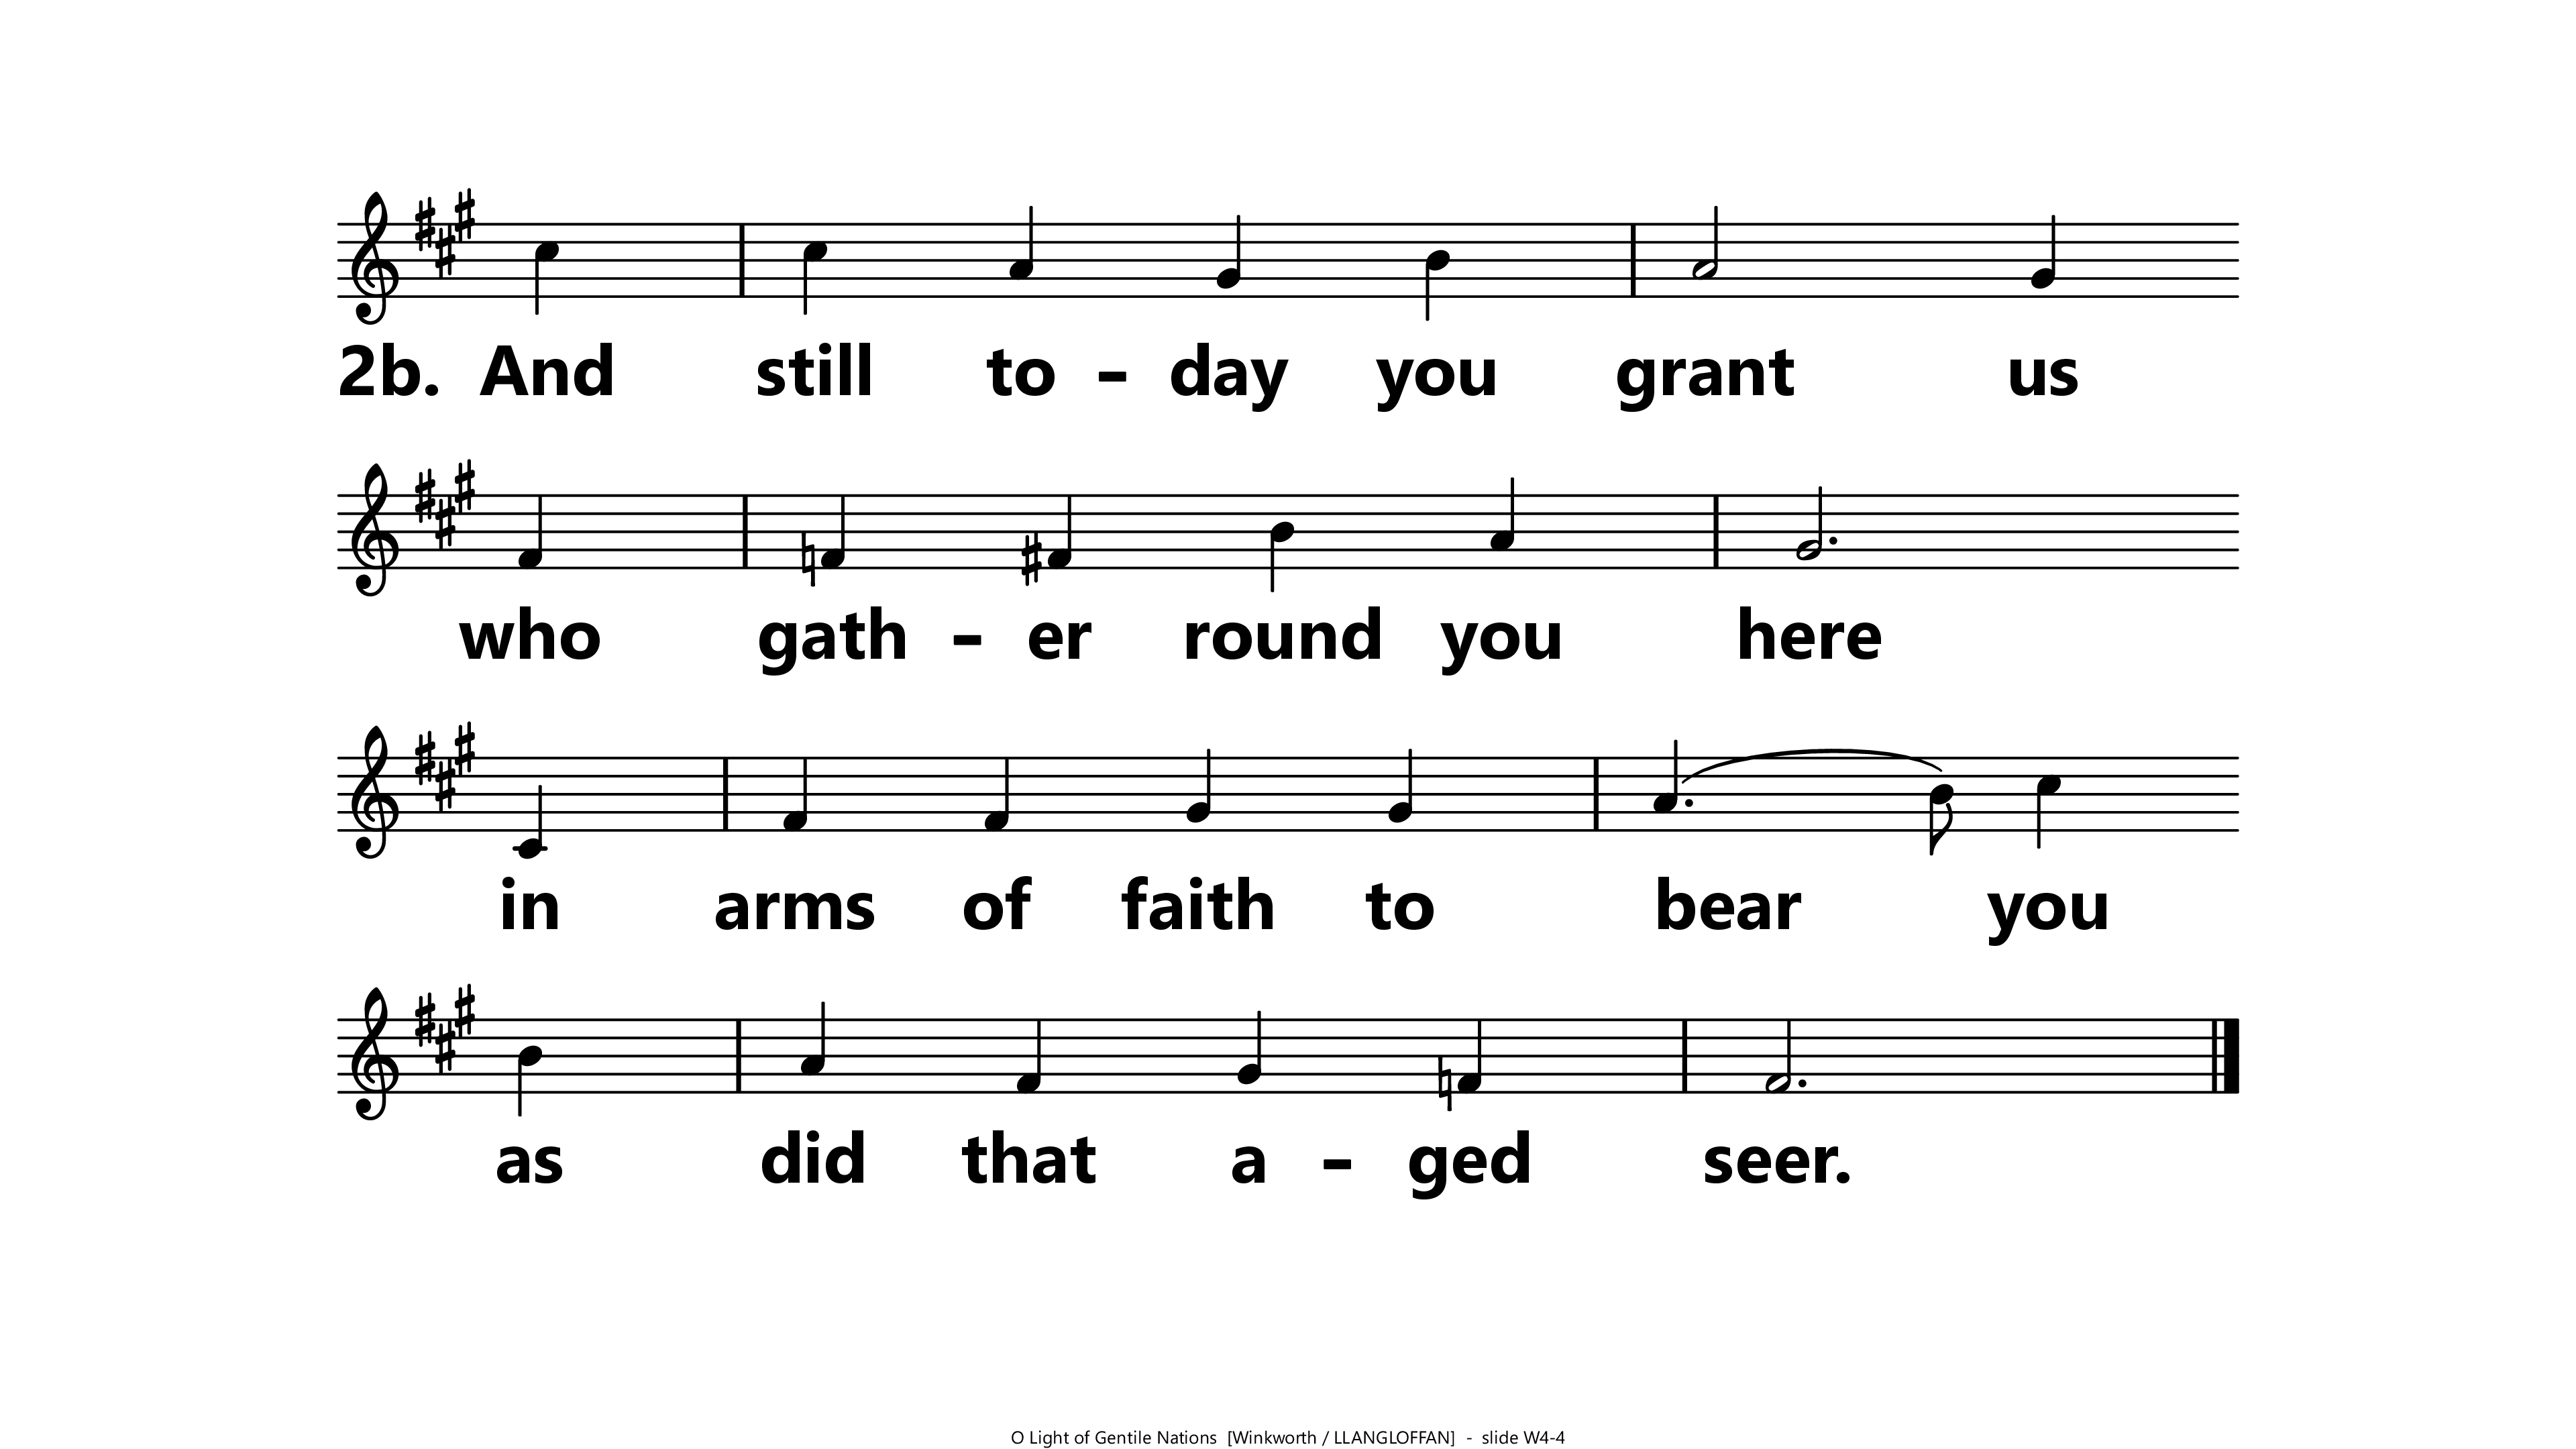 2b. And still to - day you grant us
who gath - er round you here
in arms of faith to bear you
as did that a - ged seer.
O Light of Gentile Nations [Winkworth / LLANGLOFFAN] - slide W4-4